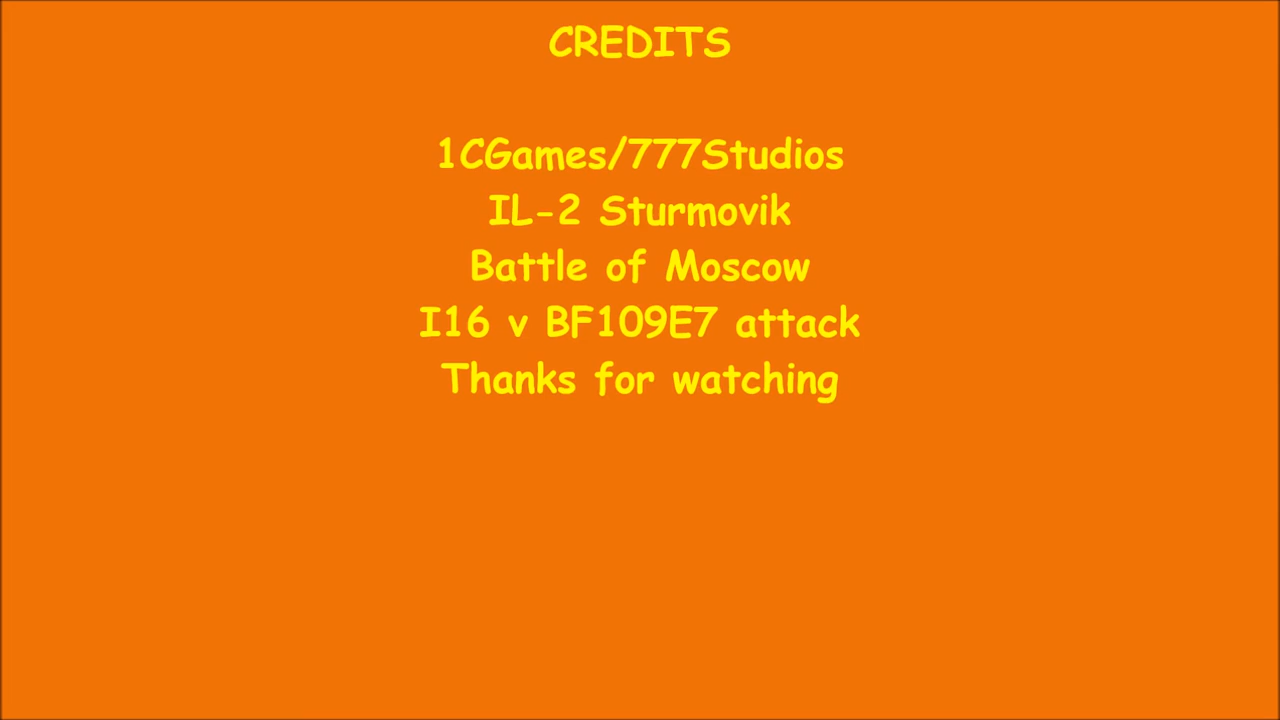 CREDITS
1CGames/777Studios
IL-2 Sturmovik
Battle of Moscow
I16 v BF109E7 attack
Thanks for watching